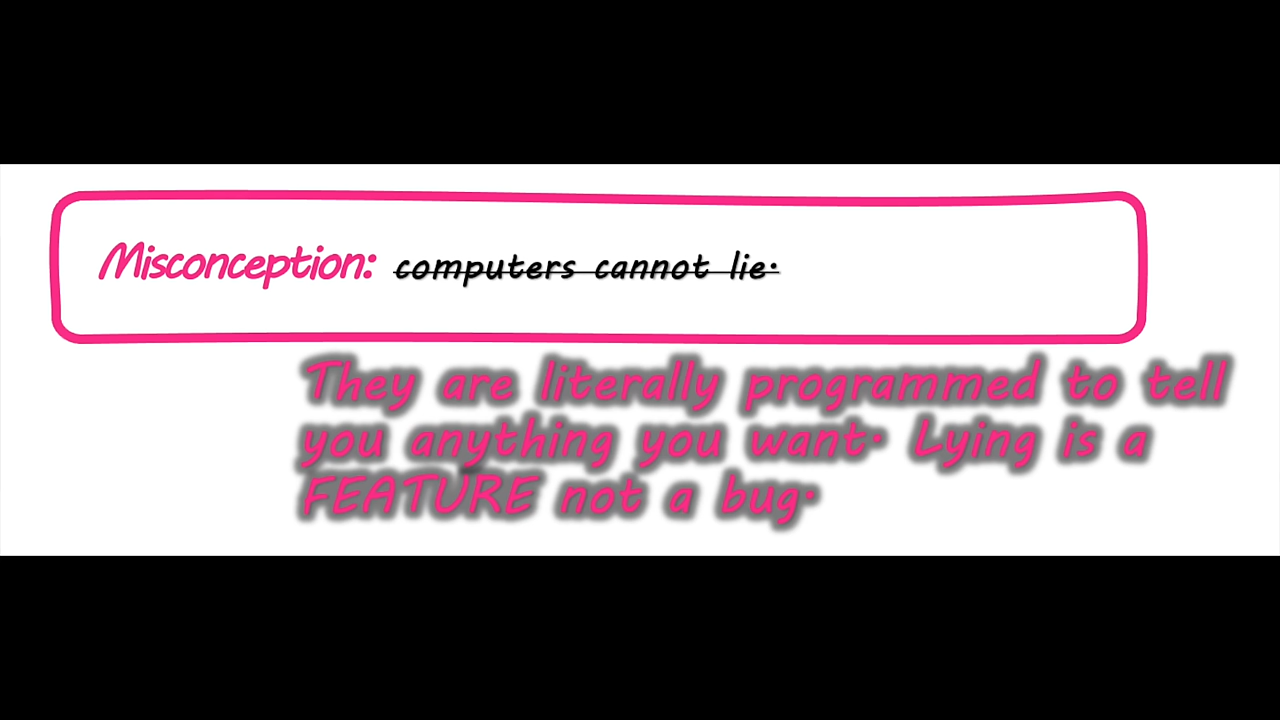 Misconception: computers cannot lie.
They are literally programmed to tell
you anything you want. Lying is a
FEATURE not a bug.